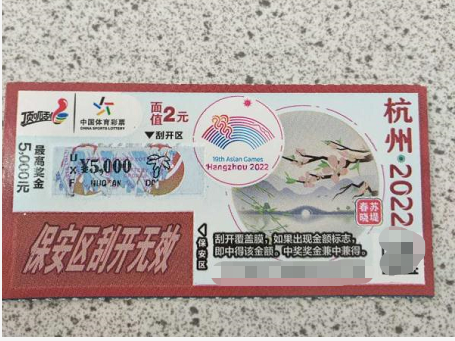 顶呱刮
中国体育彩票
CHINA SPORTS LOTTERY
面值2元
刮开区
最高奖金
5,000元
¥5,000
19th Asian Games
Hangzhou 2022
杭州
2022
苏堤
春晓
保安区刮开无效
保安区
刮开覆盖膜,如果出现金额标志,
即中得该金额。中奖奖金兼中兼得。